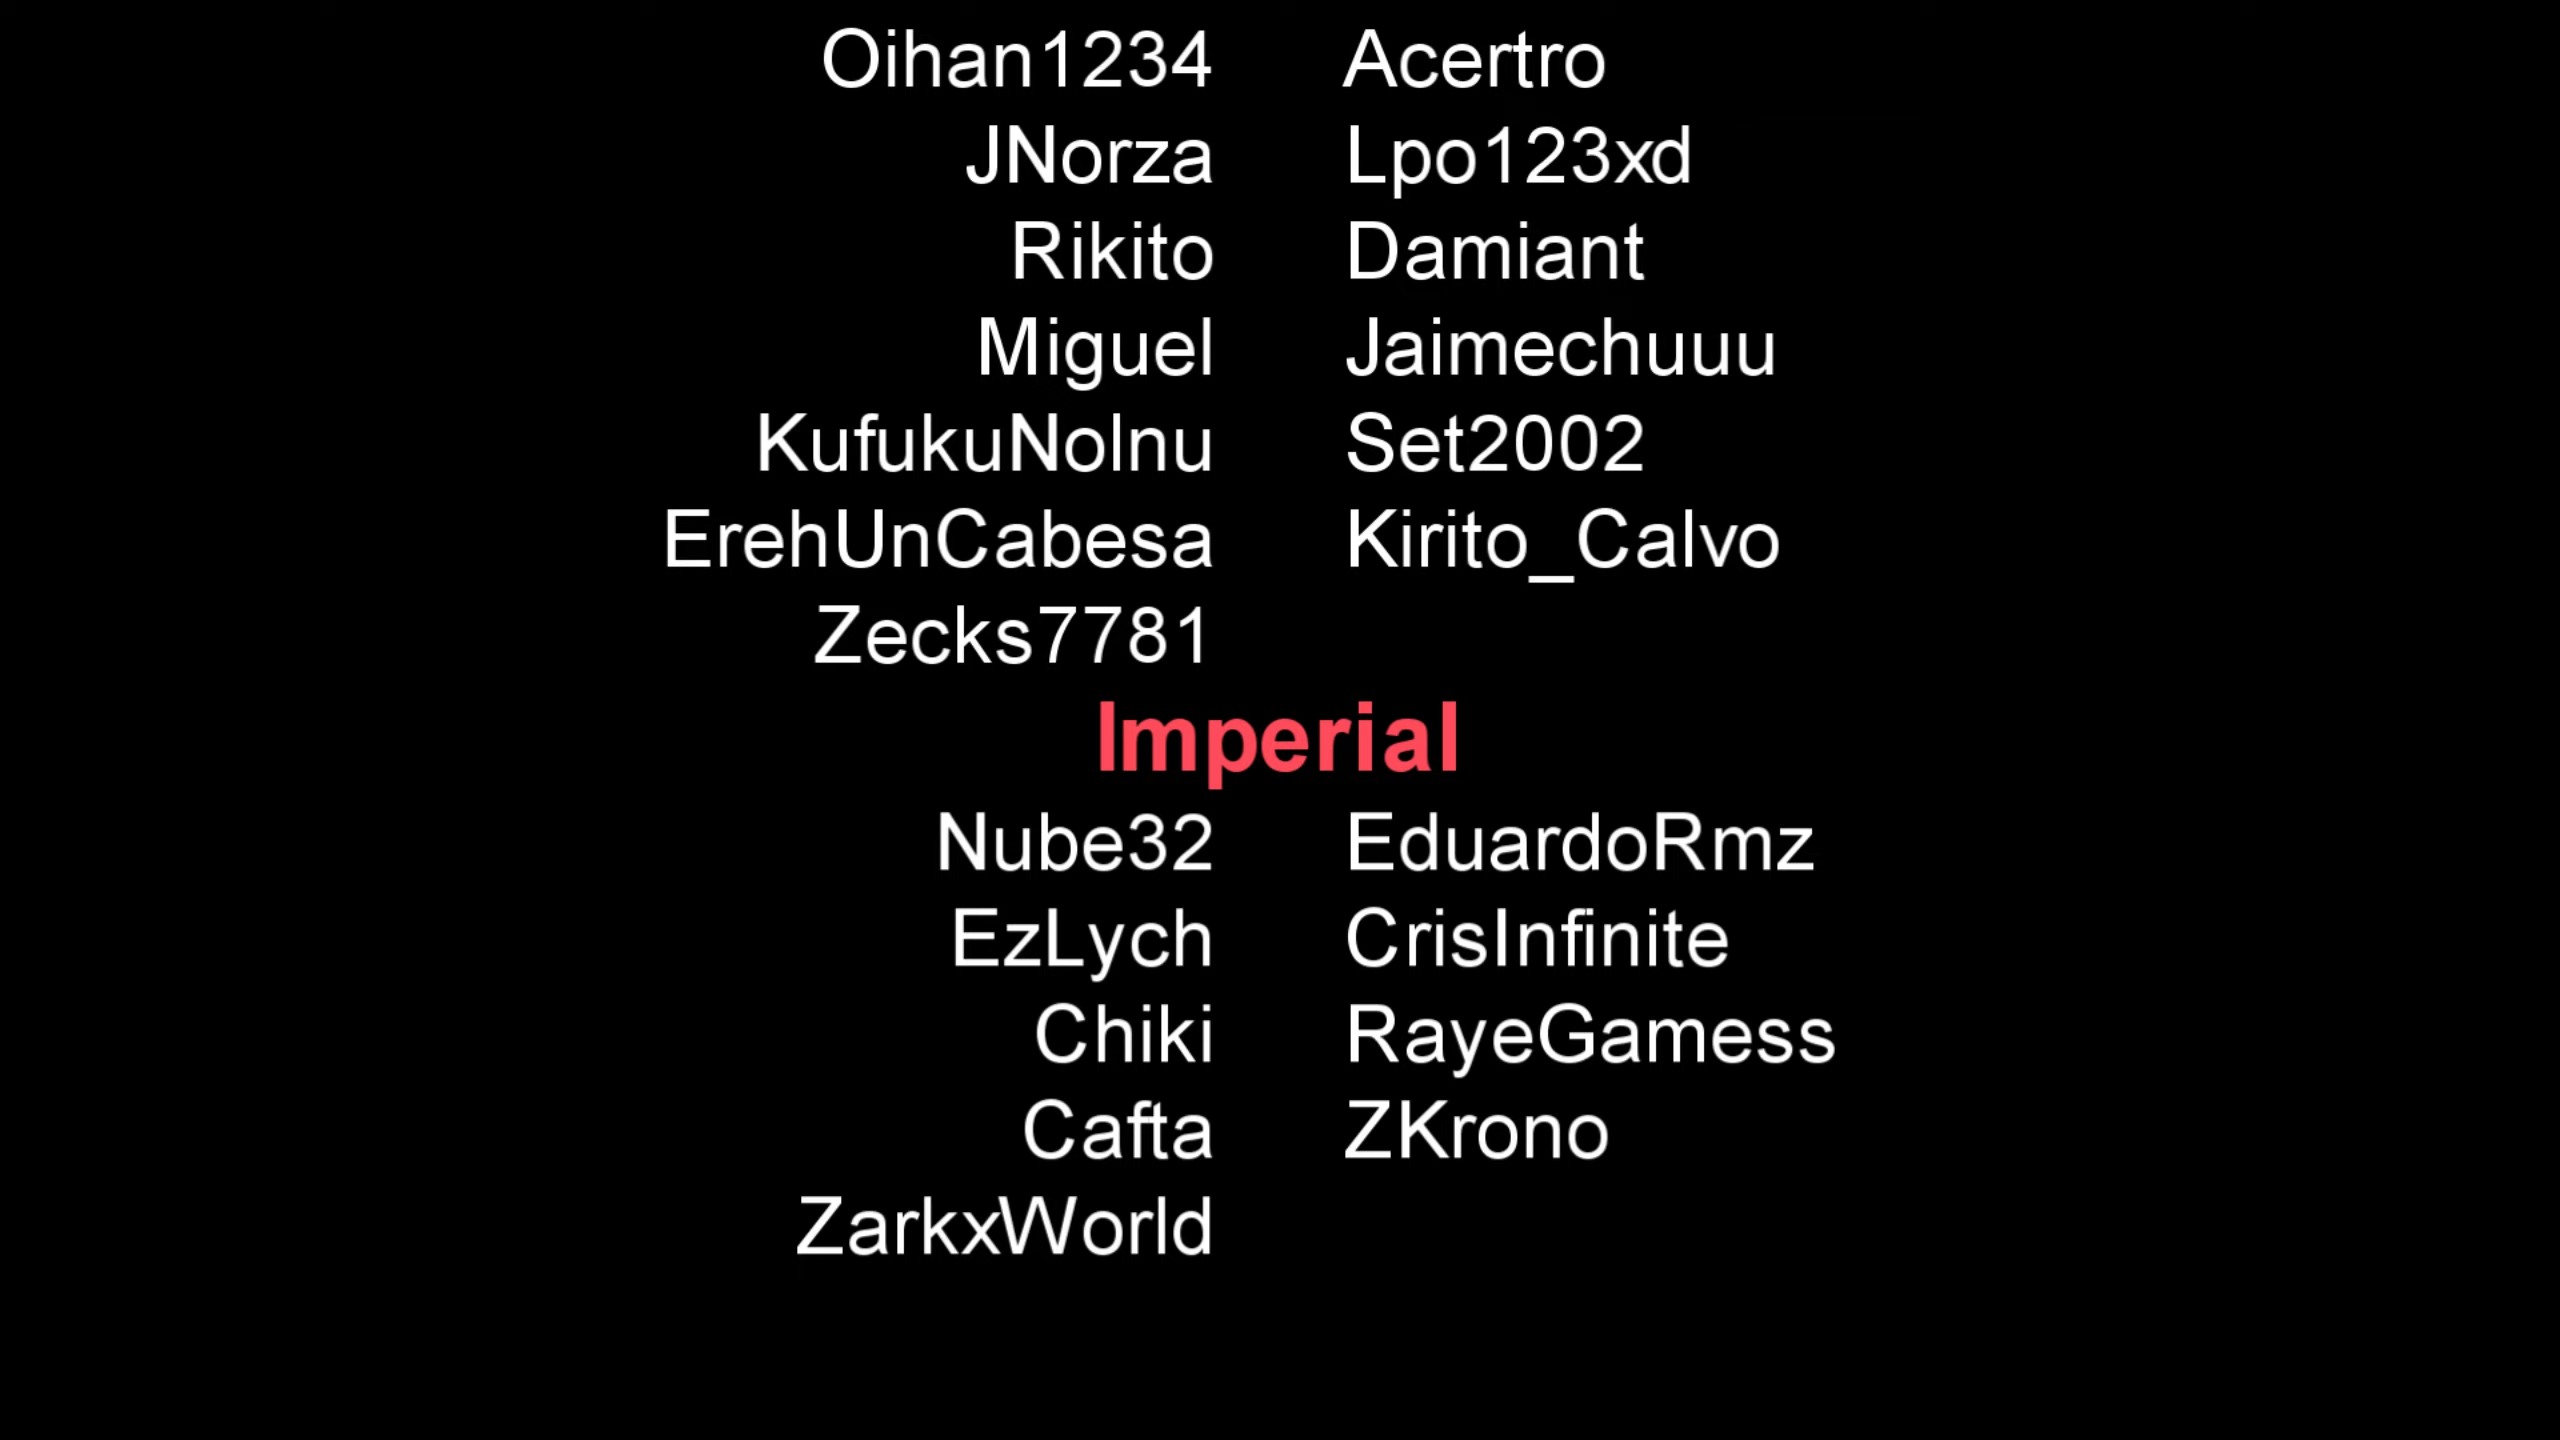 Oihan1234 Acertro
JNorza Lpo123xd
Rikito Damiant
Miguel Jaimechuuu
KufukuNoInu Set2002
ErehUnCabesa Kirito_Calvo
Zecks7781
Imperial
Nube32 EduardoRmz
EzLych CrisInfinite
Chiki RayeGamess
Cafta ZKrono
ZarkxWorld